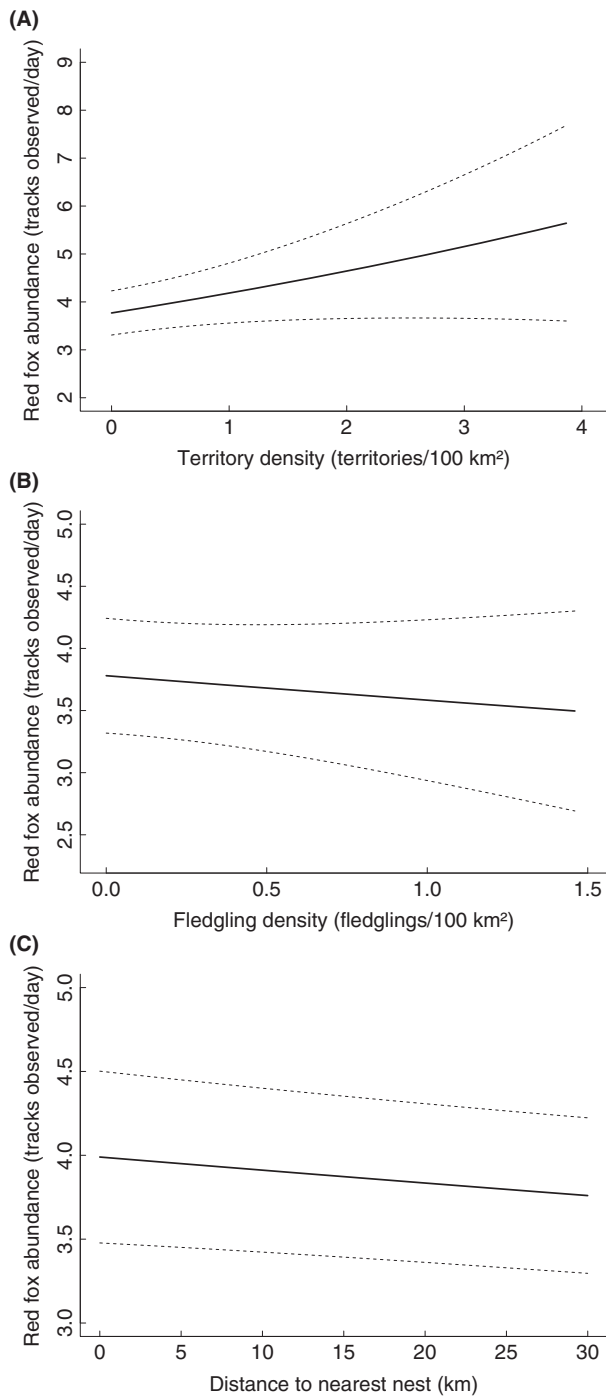 (A)
Red fox abundance (tracks observed/day)
9
8
7
6
5
4
3
2
0 1 2 3 4
Territory density (territories/100 km²)
(B)
Red fox abundance (tracks observed/day)
5.0
4.5
4.0
3.5
3.0
2.5
0.0 0.5 1.0 1.5
Fledgling density (fledglings/100 km²)
(C)
Red fox abundance (tracks observed/day)
5.0
4.5
4.0
3.5
3.0
0 5 10 15 20 25 30
Distance to nearest nest (km)